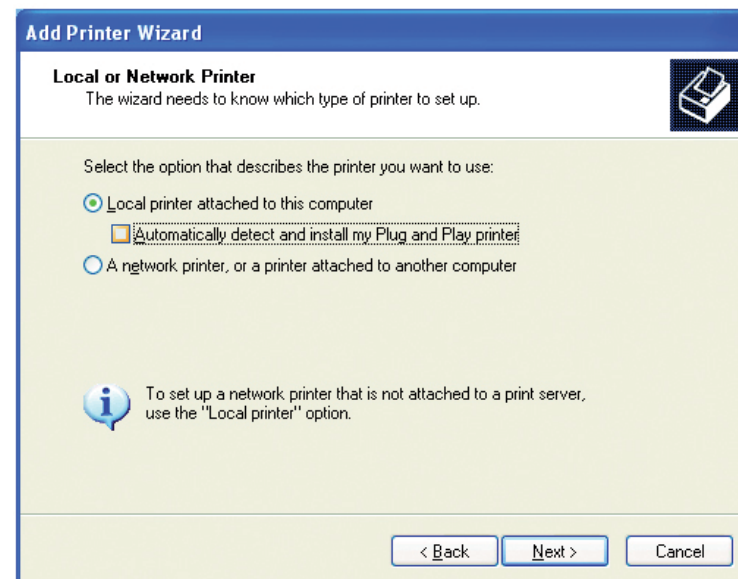 Add Printer Wizard
Local or Network Printer
The wizard needs to know which type of printer to set up.
Select the option that describes the printer you want to use:
Local printer attached to this computer
Automatically detect and install my Plug and Play printer
A network printer, or a printer attached to another computer
To set up a network printer that is not attached to a print server,
use the "Local printer" option.
< Back Next > Cancel